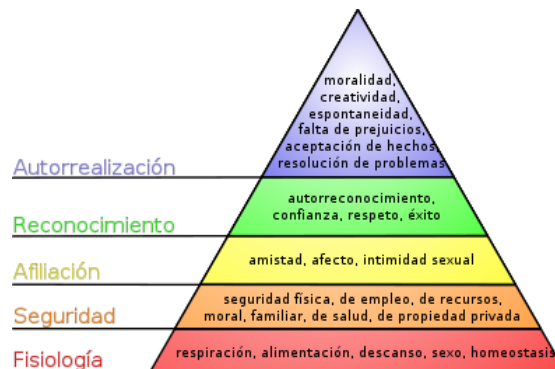 moralidad,
creatividad,
espontaneidad,
falta de prejuicios,
aceptación de hechos,
resolución de problemas
Autorrealización
autorreconocimiento,
confianza, respeto, éxito
Reconocimiento
amistad, afecto, intimidad sexual
Afiliación
seguridad física, de empleo, de recursos,
moral, familiar, de salud, de propiedad privada
Seguridad
respiración, alimentación, descanso, sexo, homeostasis
Fisiología